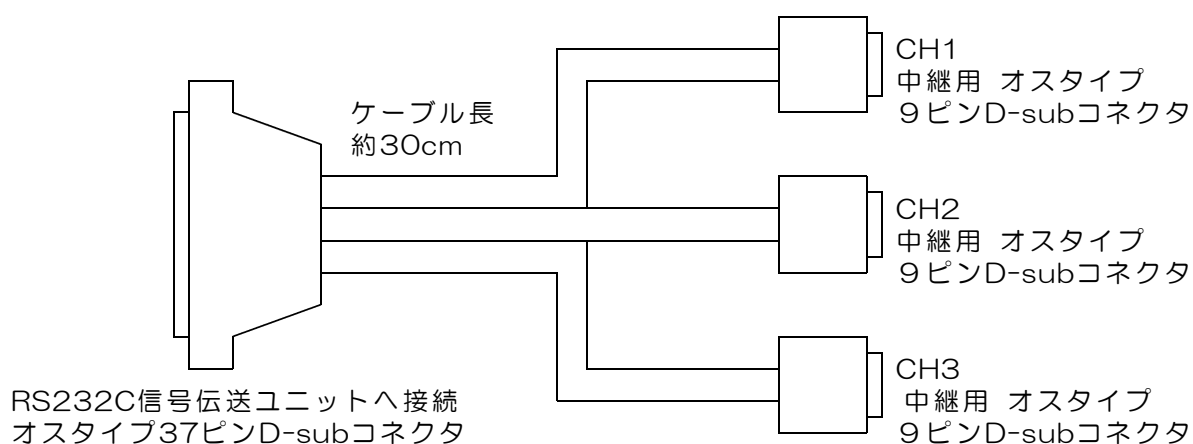 CH1
中継用 オスタイプ
９ピンD-subコネクタ
ケーブル長
約30cm
CH2
中継用 オスタイプ
９ピンD-subコネクタ
CH3
中継用 オスタイプ
９ピンD-subコネクタ
RS232C信号伝送ユニットへ接続
オスタイプ37ピンD-subコネクタ